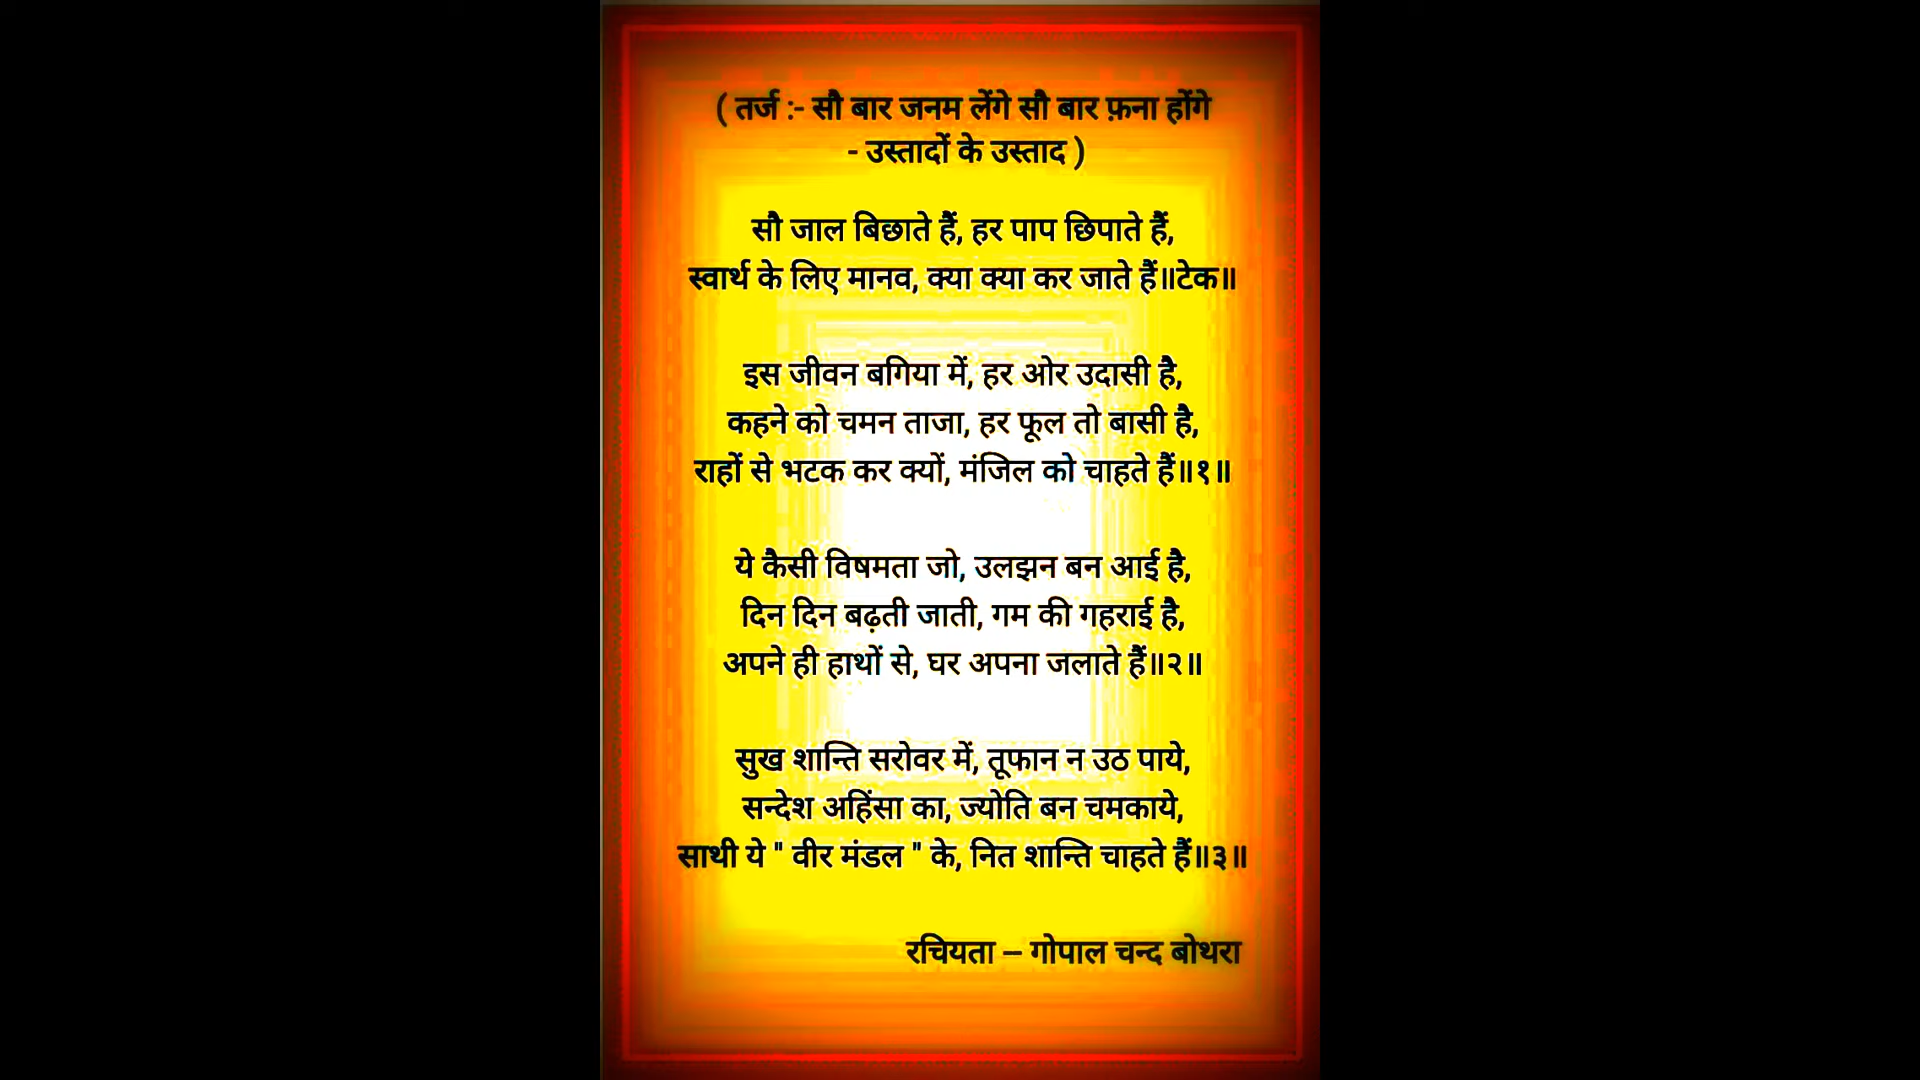 ( तर्ज :- सौ बार जनम लेंगे सौ बार फ़ना होंगे
- उस्तादों के उस्ताद )
सौ जाल बिछाते हैं, हर पाप छिपाते हैं,
स्वार्थ के लिए मानव, क्या क्या कर जाते हैं॥टेक॥
इस जीवन बगिया में, हर ओर उदासी है,
कहने को चमन ताजा, हर फूल तो बासी है,
राहों से भटक कर क्यों, मंजिल को चाहते हैं॥१॥
ये कैसी विषमता जो, उलझन बन आई है,
दिन दिन बढ़ती जाती, गम की गहराई है,
अपने ही हाथों से, घर अपना जलाते हैं॥२॥
सुख शान्ति सरोवर में, तूफान न उठ पाये,
सन्देश अहिंसा का, ज्योति बन चमकाये,
साथी ये " वीर मंडल " के, नित शान्ति चाहते हैं॥३॥
रचियता – गोपाल चन्द बोथरा